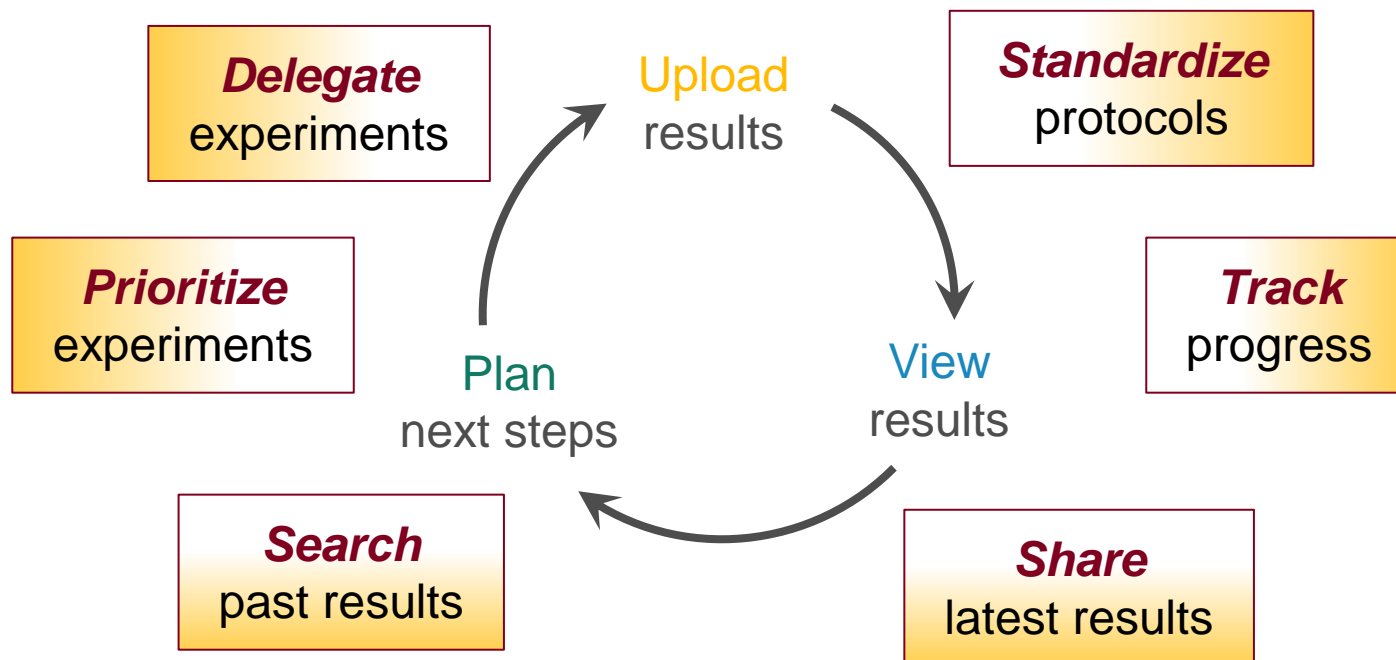 Delegate
experiments
Upload
results
Standardize
protocols
Prioritize
experiments
Track
progress
Plan
next steps
View
results
Search
past results
Share
latest results